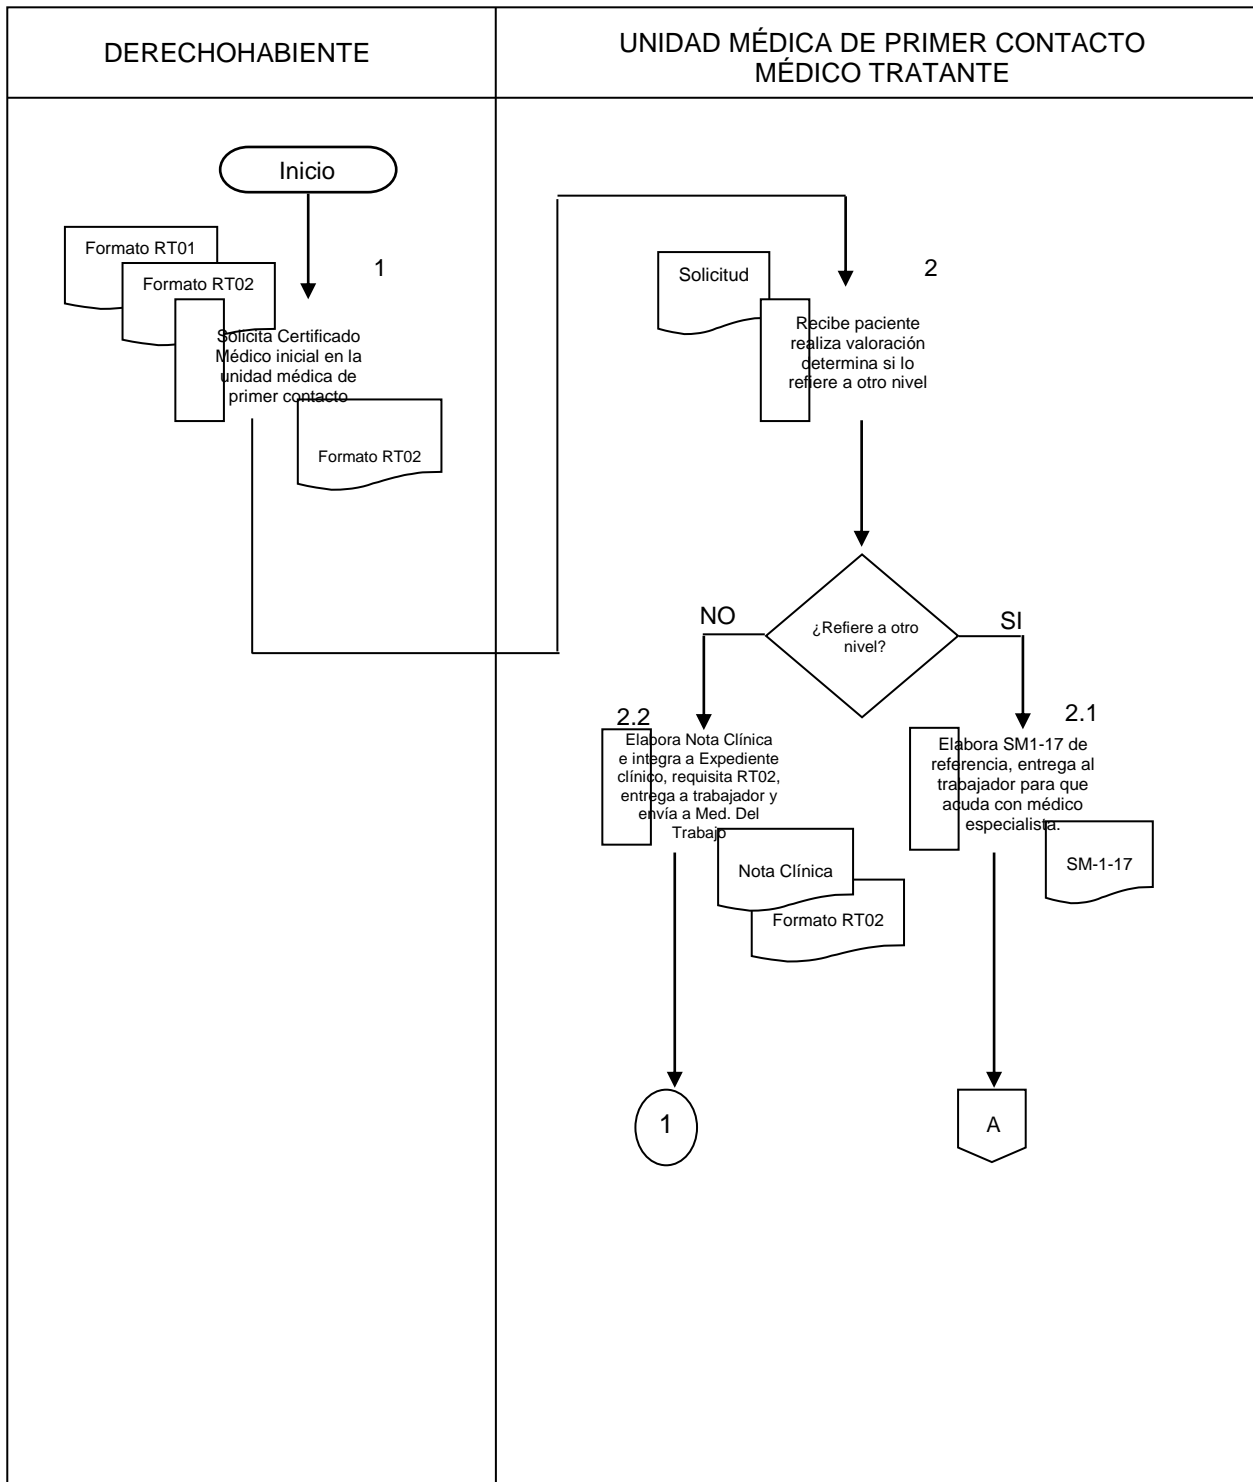 DERECHOHABIENTE
UNIDAD MÉDICA DE PRIMER CONTACTO
MÉDICO TRATANTE
Inicio
Formato RT01
Formato RT02
1
Solicita Certificado
Médico inicial en la
unidad médica de
primer contacto
Formato RT02
Solicitud
2
Recibe paciente
realiza valoración
determina si lo
refiere a otro nivel
¿Refiere a otro
nivel?
NO
SI
2.2
Elabora Nota Clínica
e integra a Expediente
clínico, requisita RT02,
entrega a trabajador y
envía a Med. Del
Trabajo
Nota Clínica
Formato RT02
1
2.1
Elabora SM1-17 de
referencia, entrega al
trabajador para que
acuda con médico
especialista.
SM-1-17
A